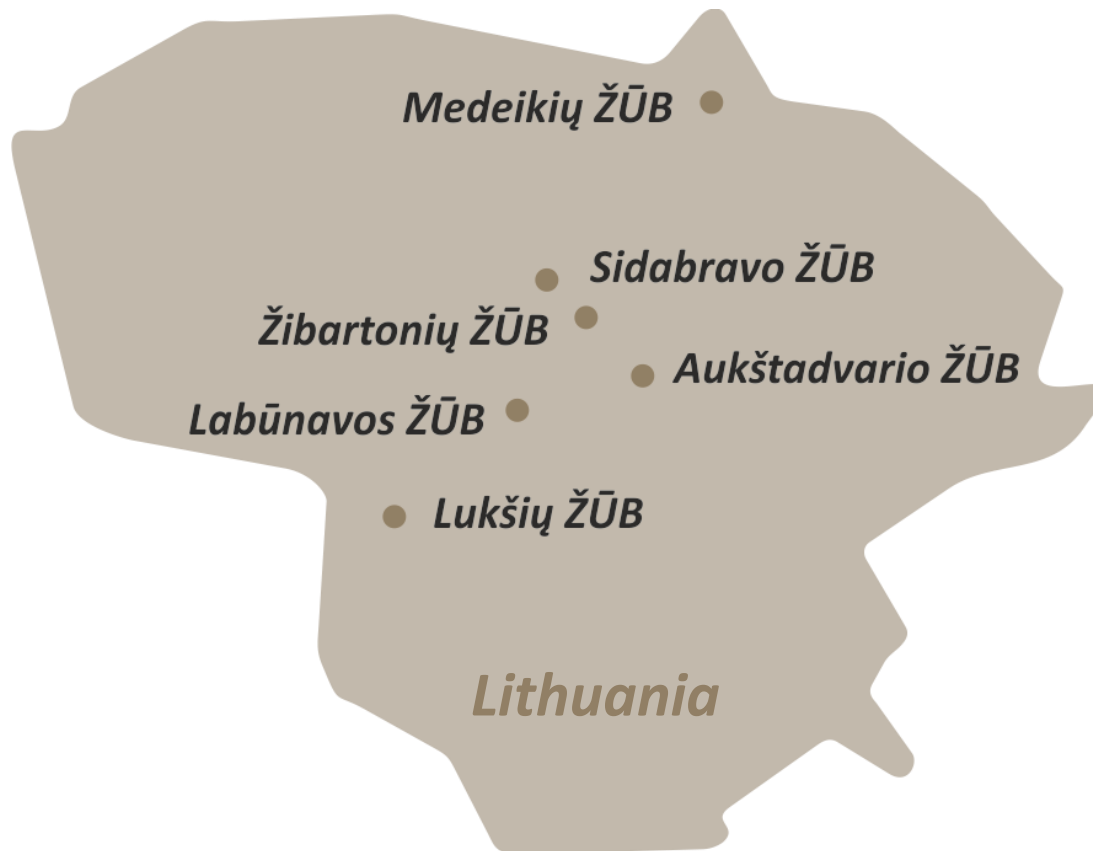 Medeikių ŽŪB
Sidabravo ŽŪB
Žibartonių ŽŪB
Aukštadvario ŽŪB
Labūnavos ŽŪB
Lukšių ŽŪB
Lithuania